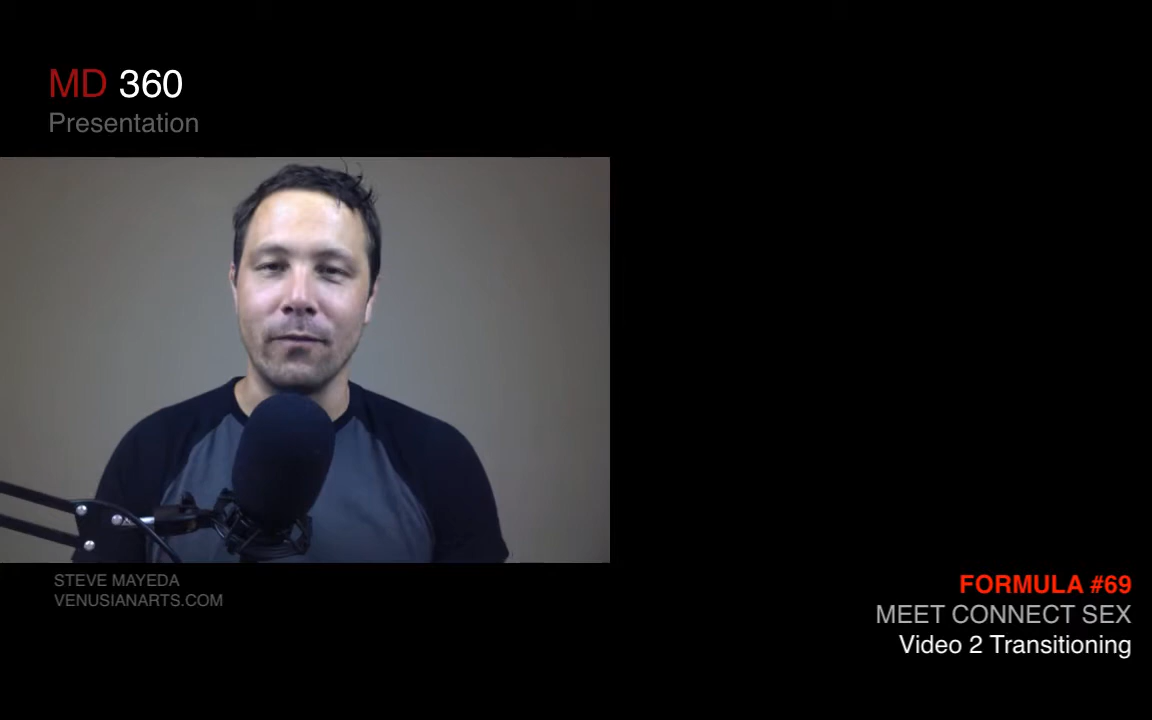 MD 360
Presentation
STEVE MAYEDA
VENUSIANARTS.COM
FORMULA #69
MEET CONNECT SEX
Video 2 Transitioning